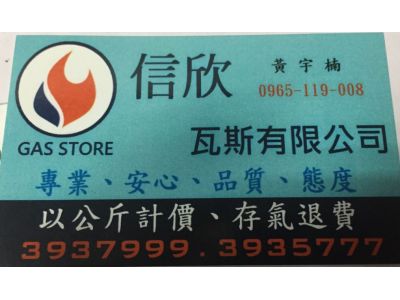 信欣
黃宇楠
0965-119-008
GAS STORE
瓦斯有限公司
專業、安心、品質、態度
以公斤計價、存氣退費
3937999.3935777